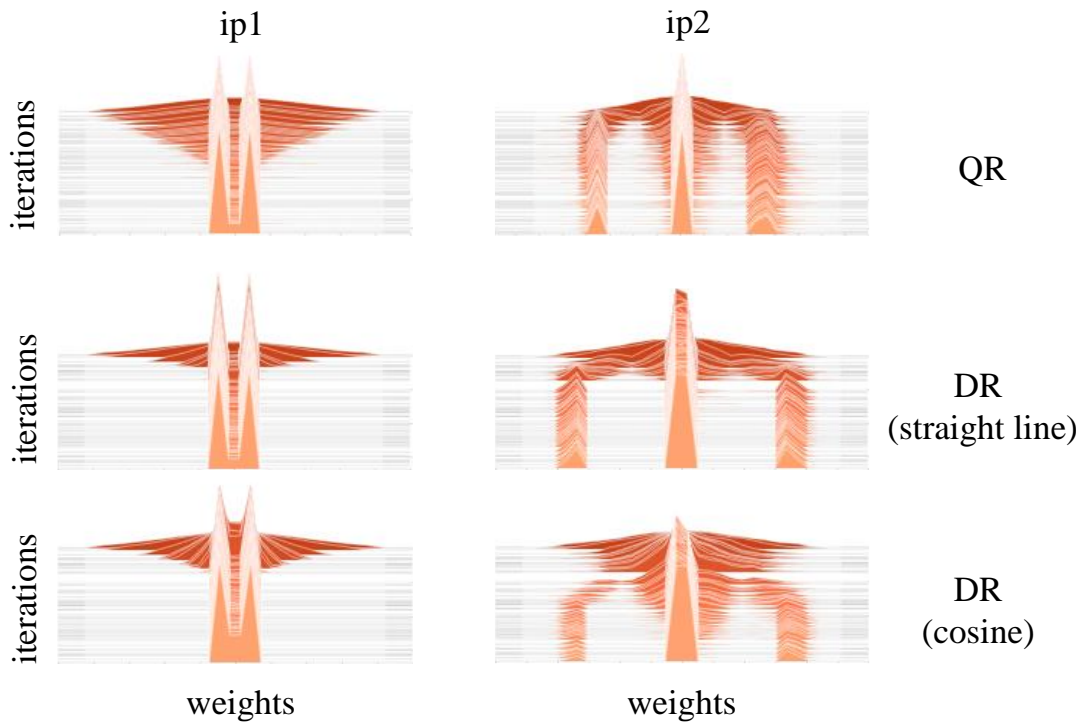 ip1
ip2
iterations
QR
iterations
DR
(straight line)
iterations
DR
(cosine)
weights
weights